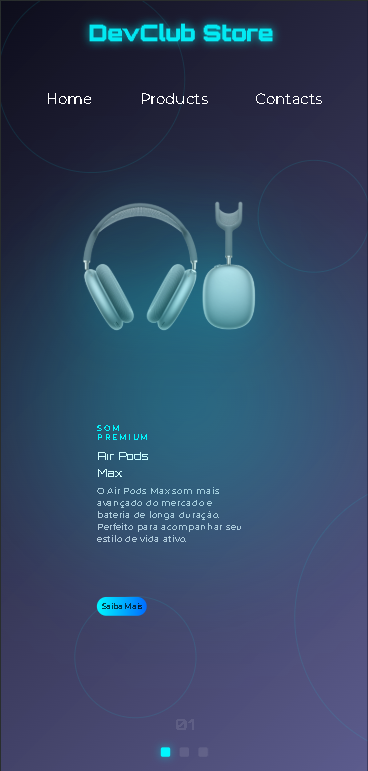 DevClub Store
Home Products Contacts
SOM
PREMIUM
Air Pods
Max
O Air Pods Max som mais
avançado do mercado e
bateria de longa duração.
Perfeito para acompanhar seu
estilo de vida ativo.
Saiba Mais
01